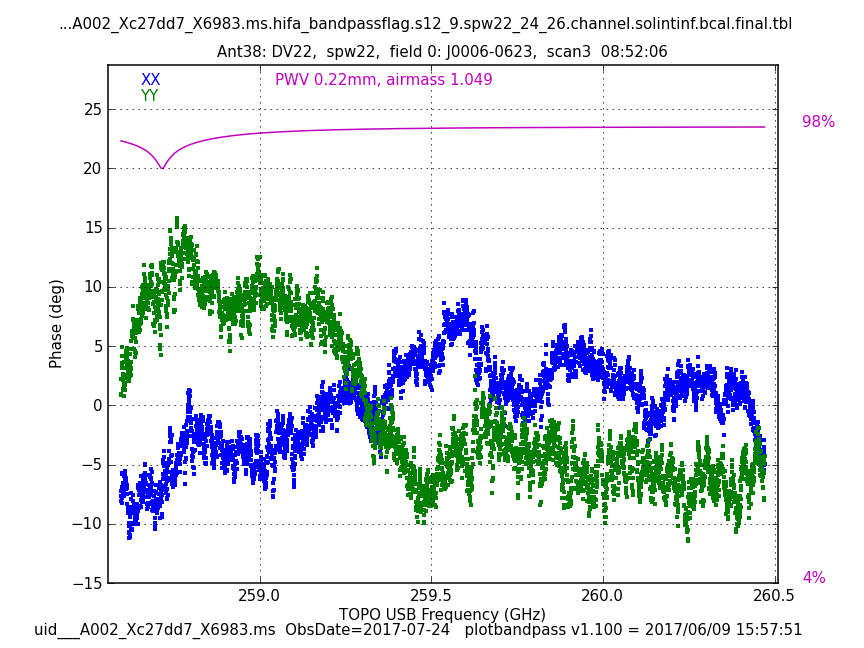 ...A002_Xc27dd7_X6983.ms.hifa_bandpassflag.s12_9.spw22_24_26.channel.solintinf.bcal.final.tbl
Ant38: DV22, spw22, field 0: J0006-0623, scan3 08:52:06
XX
YY
PWV 0.22mm, airmass 1.049
25
20
15
10
5
0
−5
−10
−15
Phase (deg)
98%
4%
259.0
259.5
260.0
260.5
TOPO USB Frequency (GHz)
uid___A002_Xc27dd7_X6983.ms ObsDate=2017-07-24 plotbandpass v1.100 = 2017/06/09 15:57:51